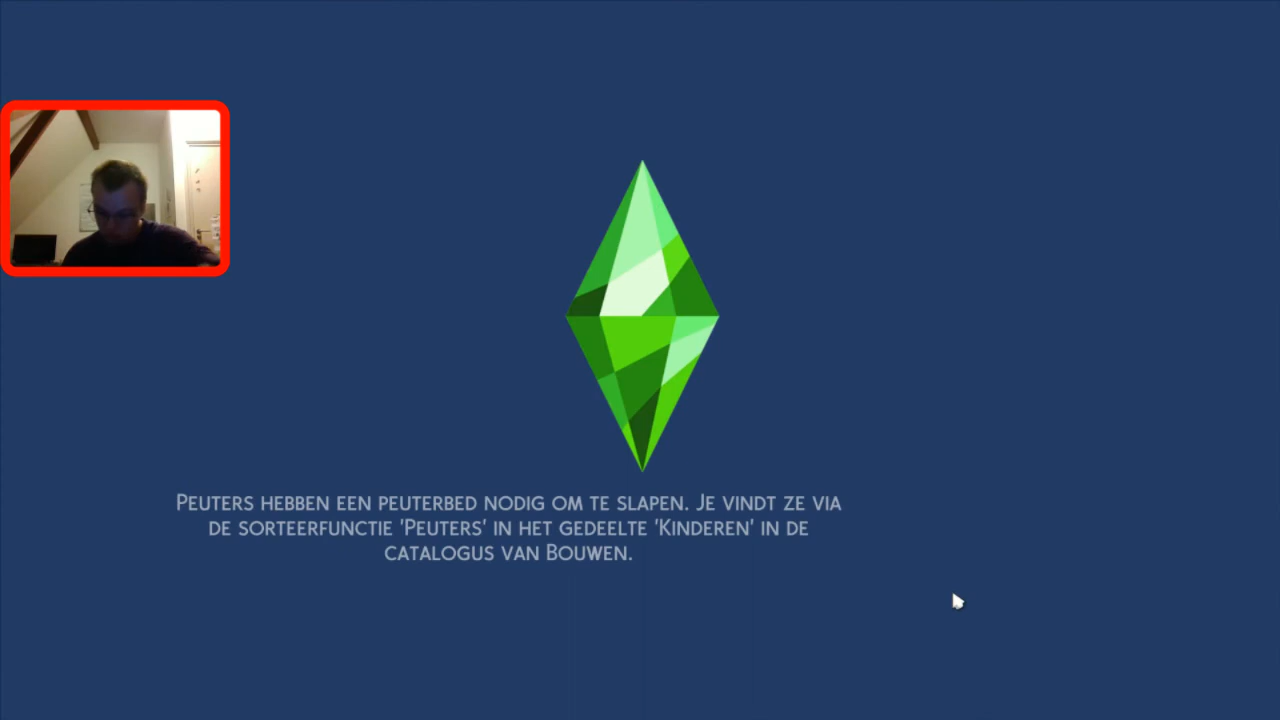 Peuters hebben een peuterbed nodig om te slapen. Je vindt ze via
de sorteerfunctie 'Peuters' in het gedeelte 'Kinderen' in de
catalogus van Bouwen.